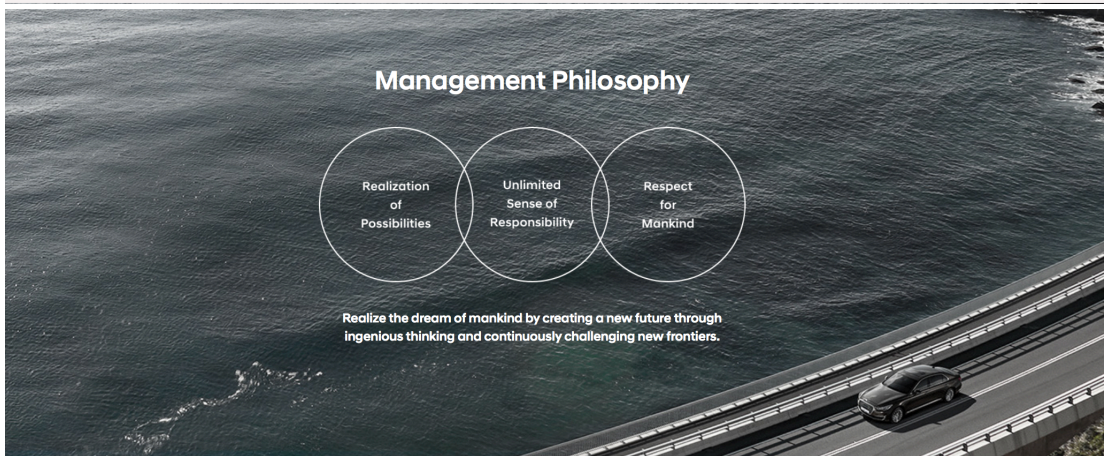 Management Philosophy
Realization
of
Possibilities
Unlimited
Sense of
Responsibility
Respect
for
Mankind
Realize the dream of mankind by creating a new future through
ingenious thinking and continuously challenging new frontiers.